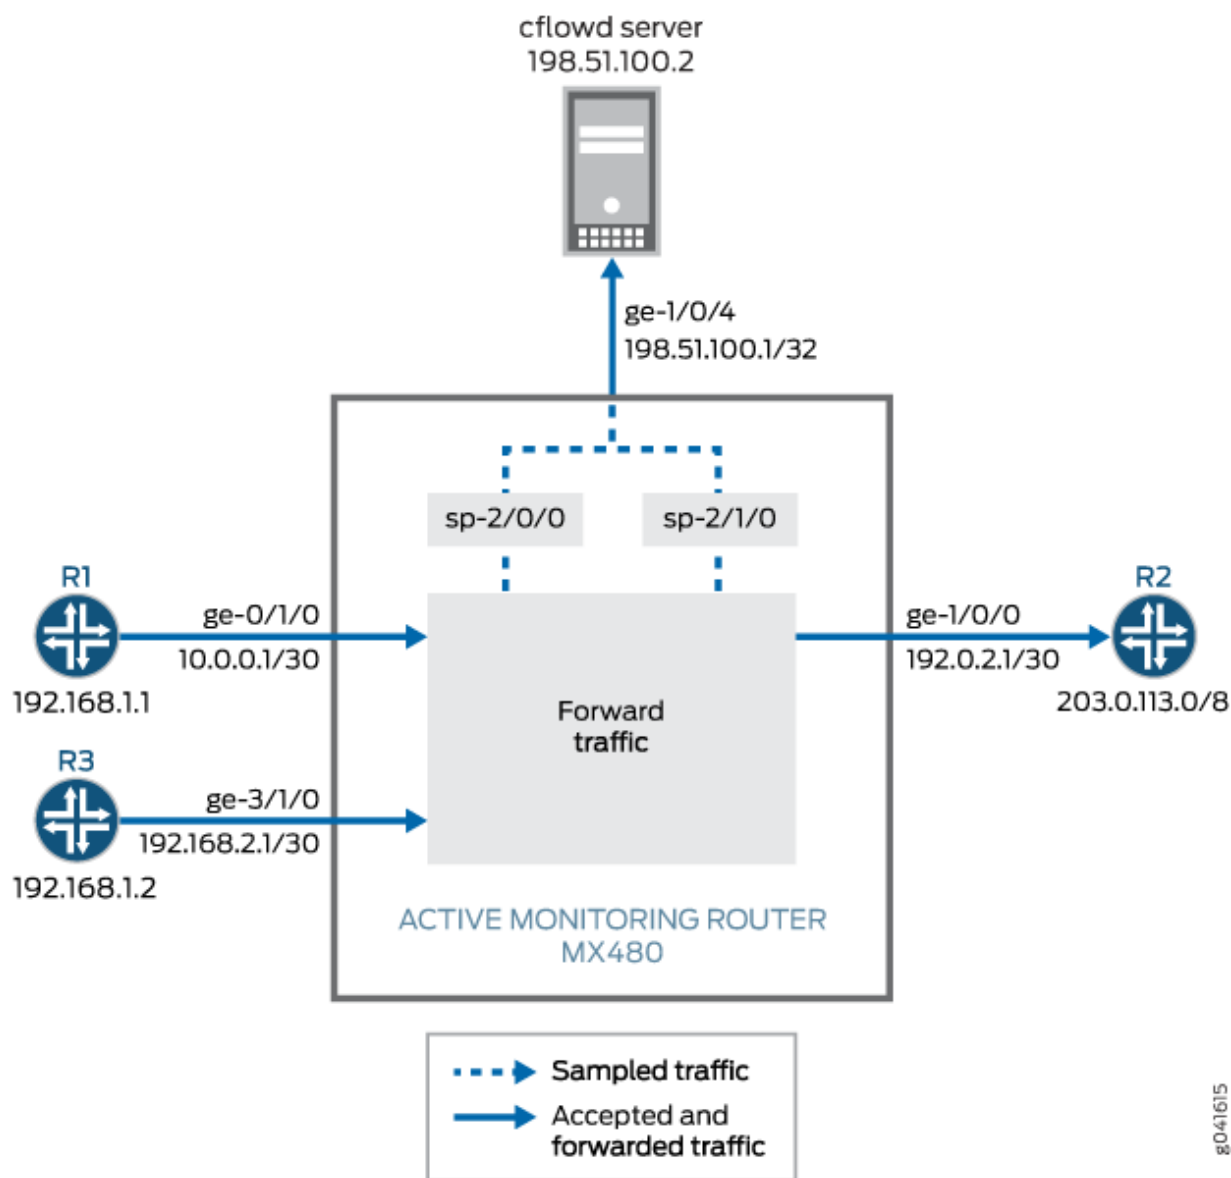 cflowd server
198.51.100.2
ge-1/0/4
198.51.100.1/32
sp-2/0/0
sp-2/1/0
R1
ge-0/1/0
10.0.0.1/30
192.168.1.1
R2
ge-1/0/0
192.0.2.1/30
203.0.113.0/8
Forward
traffic
R3
ge-3/1/0
192.168.2.1/30
192.168.1.2
ACTIVE MONITORING ROUTER
MX480
Sampled traffic
Accepted and
forwarded traffic
g041615